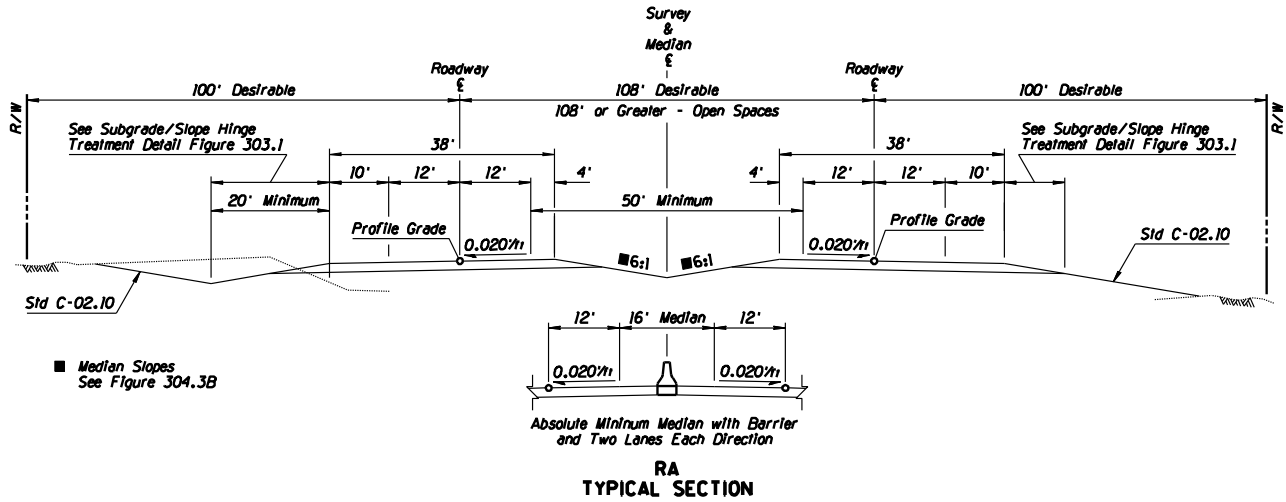 Survey
&
Median
℄
Roadway
℄
Roadway
℄
100' Desirable
108' Desirable
100' Desirable
108' or Greater - Open Spaces
R/W
R/W
See Subgrade/Slope Hinge
Treatment Detail Figure 303.1
See Subgrade/Slope Hinge
Treatment Detail Figure 303.1
38'
38'
10'
12'
12'
4'
4'
12'
12'
10'
20' Minimum
50' Minimum
Profile Grade
Profile Grade
0.020'/ft
0.020'/ft
Std C-02.10
■6:1
■6:1
Std C-02.10
12'
16' Median
12'
■ Median Slopes
See Figure 304.3B
0.020'/ft
0.020'/ft
Absolute Mininum Median with Barrier
and Two Lanes Each Direction
RA
TYPICAL SECTION